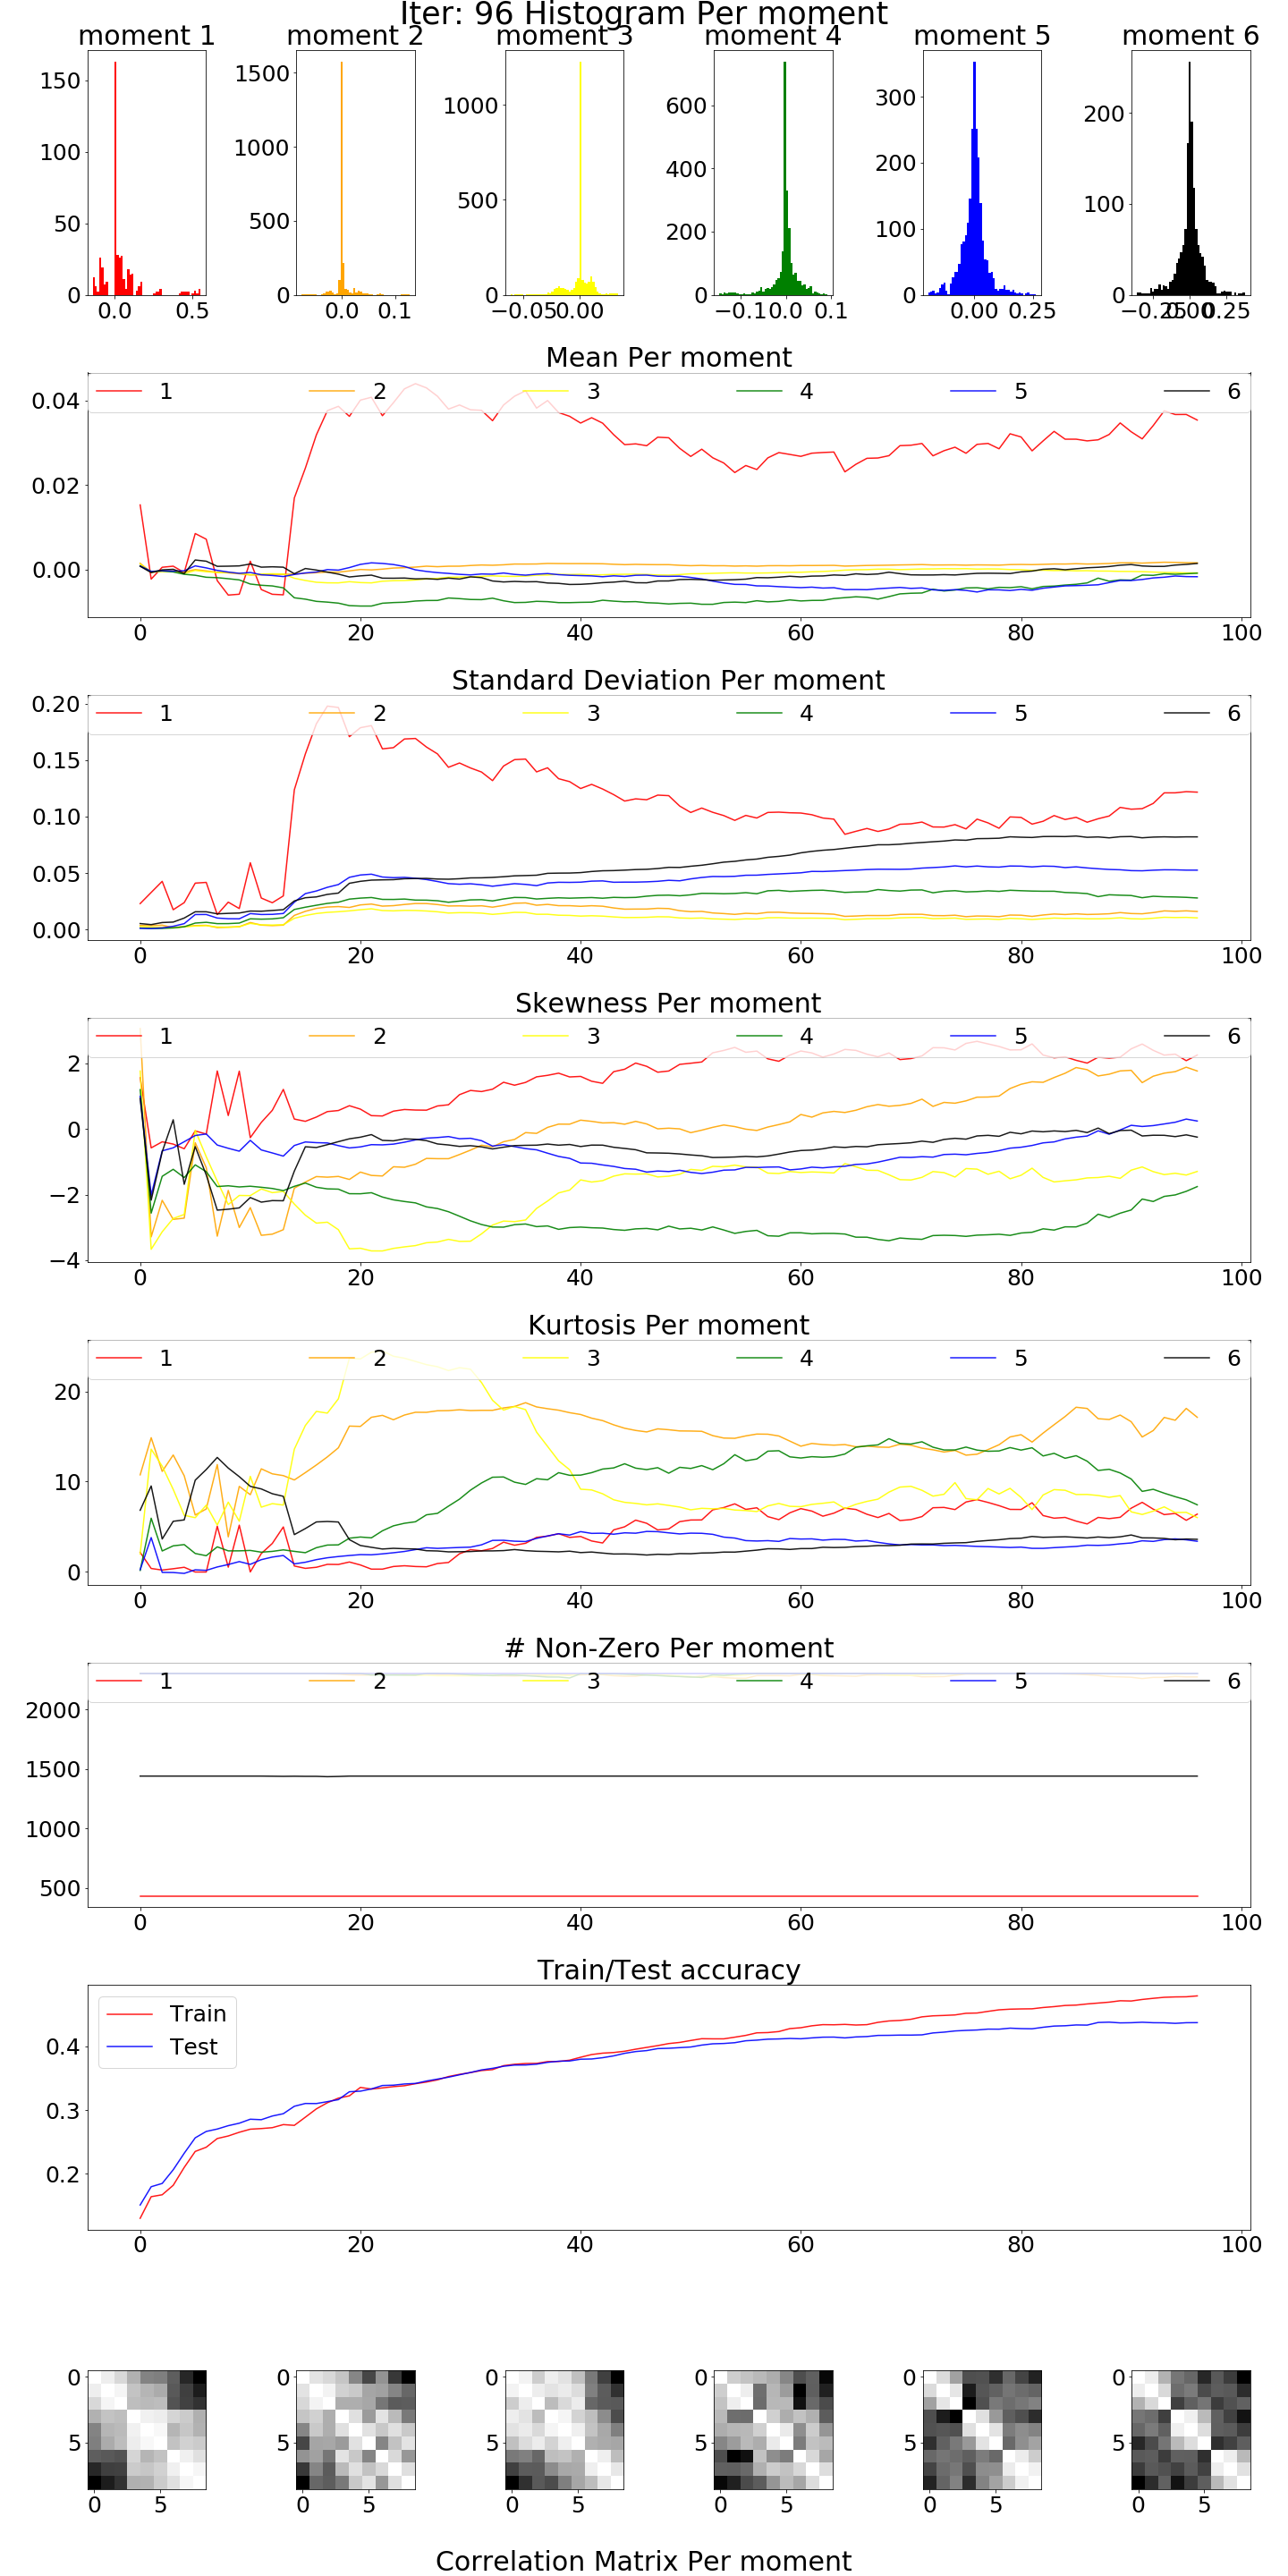 Iter: 96 Histogram Per moment
moment 1 moment 2 moment 3 moment 4 moment 5 moment 6
150 100 50 0 0.0 0.5
1500 1000 500 0 0.0 0.1
1000 500 0 −0.05 0.00
600 400 200 0 −0.1 0.0 0.1
300 200 100 0 0.00 0.25
200 100 0 −0.25 0.00 0.25
Mean Per moment
1 2 3 4 5 6
0.04
0.02
0.00
0 20 40 60 80 100
Standard Deviation Per moment
1 2 3 4 5 6
0.20
0.15
0.10
0.05
0.00
0 20 40 60 80 100
Skewness Per moment
1 2 3 4 5 6
2
0
−2
−4
0 20 40 60 80 100
Kurtosis Per moment
1 2 3 4 5 6
20
10
0
0 20 40 60 80 100
# Non-Zero Per moment
1 2 3 4 5 6
2000
1500
1000
500
0 20 40 60 80 100
Train/Test accuracy
Train
Test
0.4
0.3
0.2
0 20 40 60 80 100
0 0 0 0 0 0
5 5 5 5 5 5
0 5 0 5 0 5 0 5 0 5 0 5
Correlation Matrix Per moment